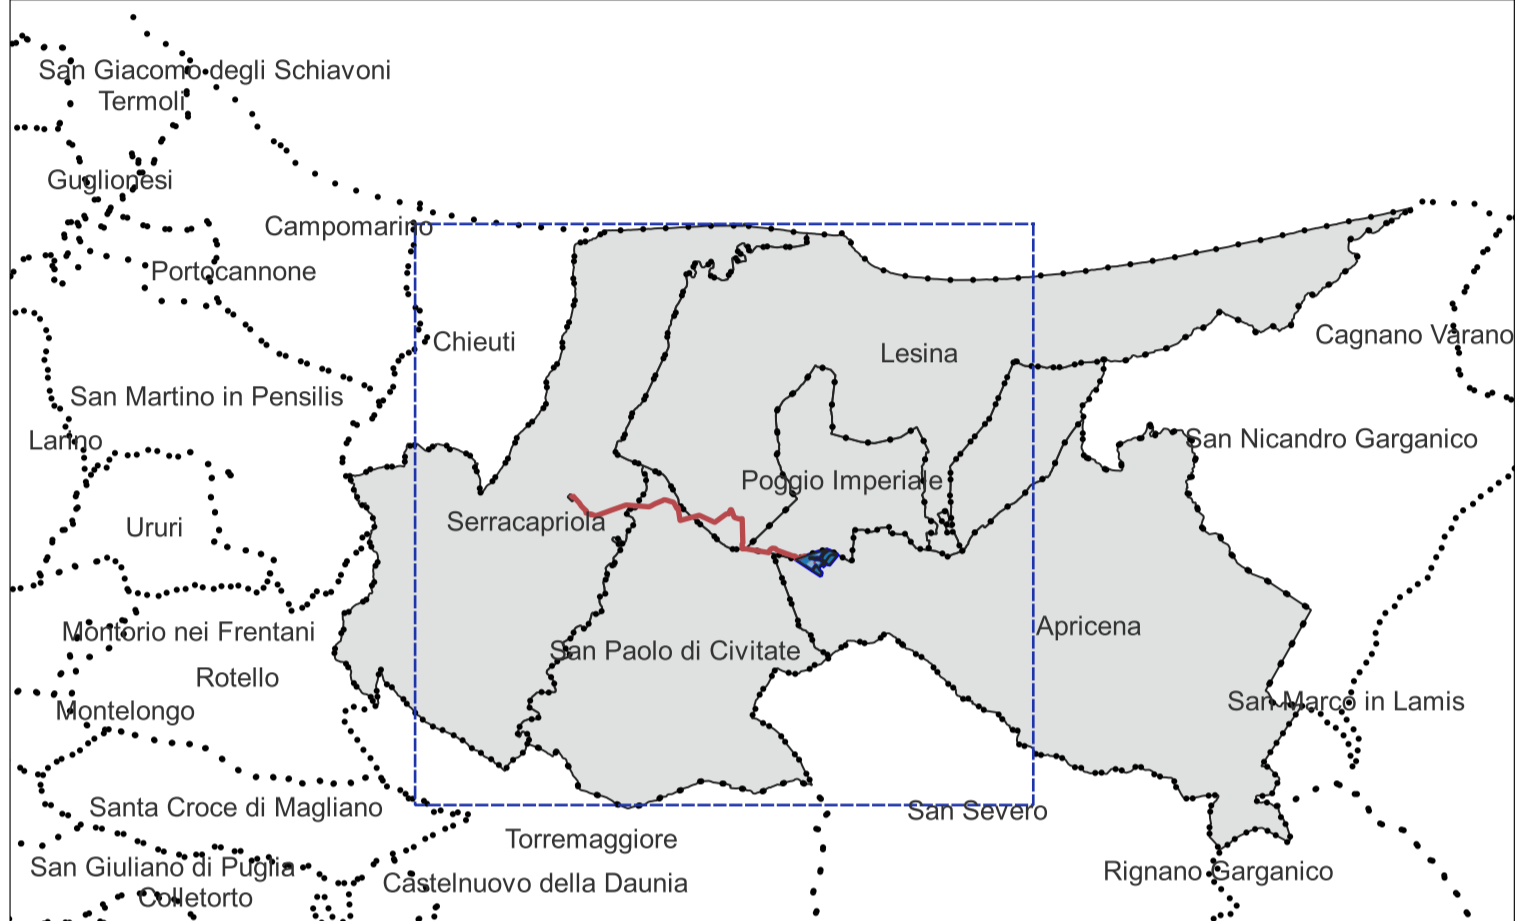 San Giacomo degli Schiavoni
Termoli
Guglionesi
Campomarino
Portocannone
Chieuti
Cagnano Varano
Lesina
San Martino in Pensilis
Larino
San Nicandro Garganico
Poggio Imperiale
Serracapriola
Ururi
Apricena
Montorio nei Frentani
San Paolo di Civitate
Rotello
San Marco in Lamis
Montelongo
Santa Croce di Magliano
San Severo
Torremaggiore
San Giuliano di Puglia
Rignano Garganico
Castelnuovo della Daunia
Colletorto